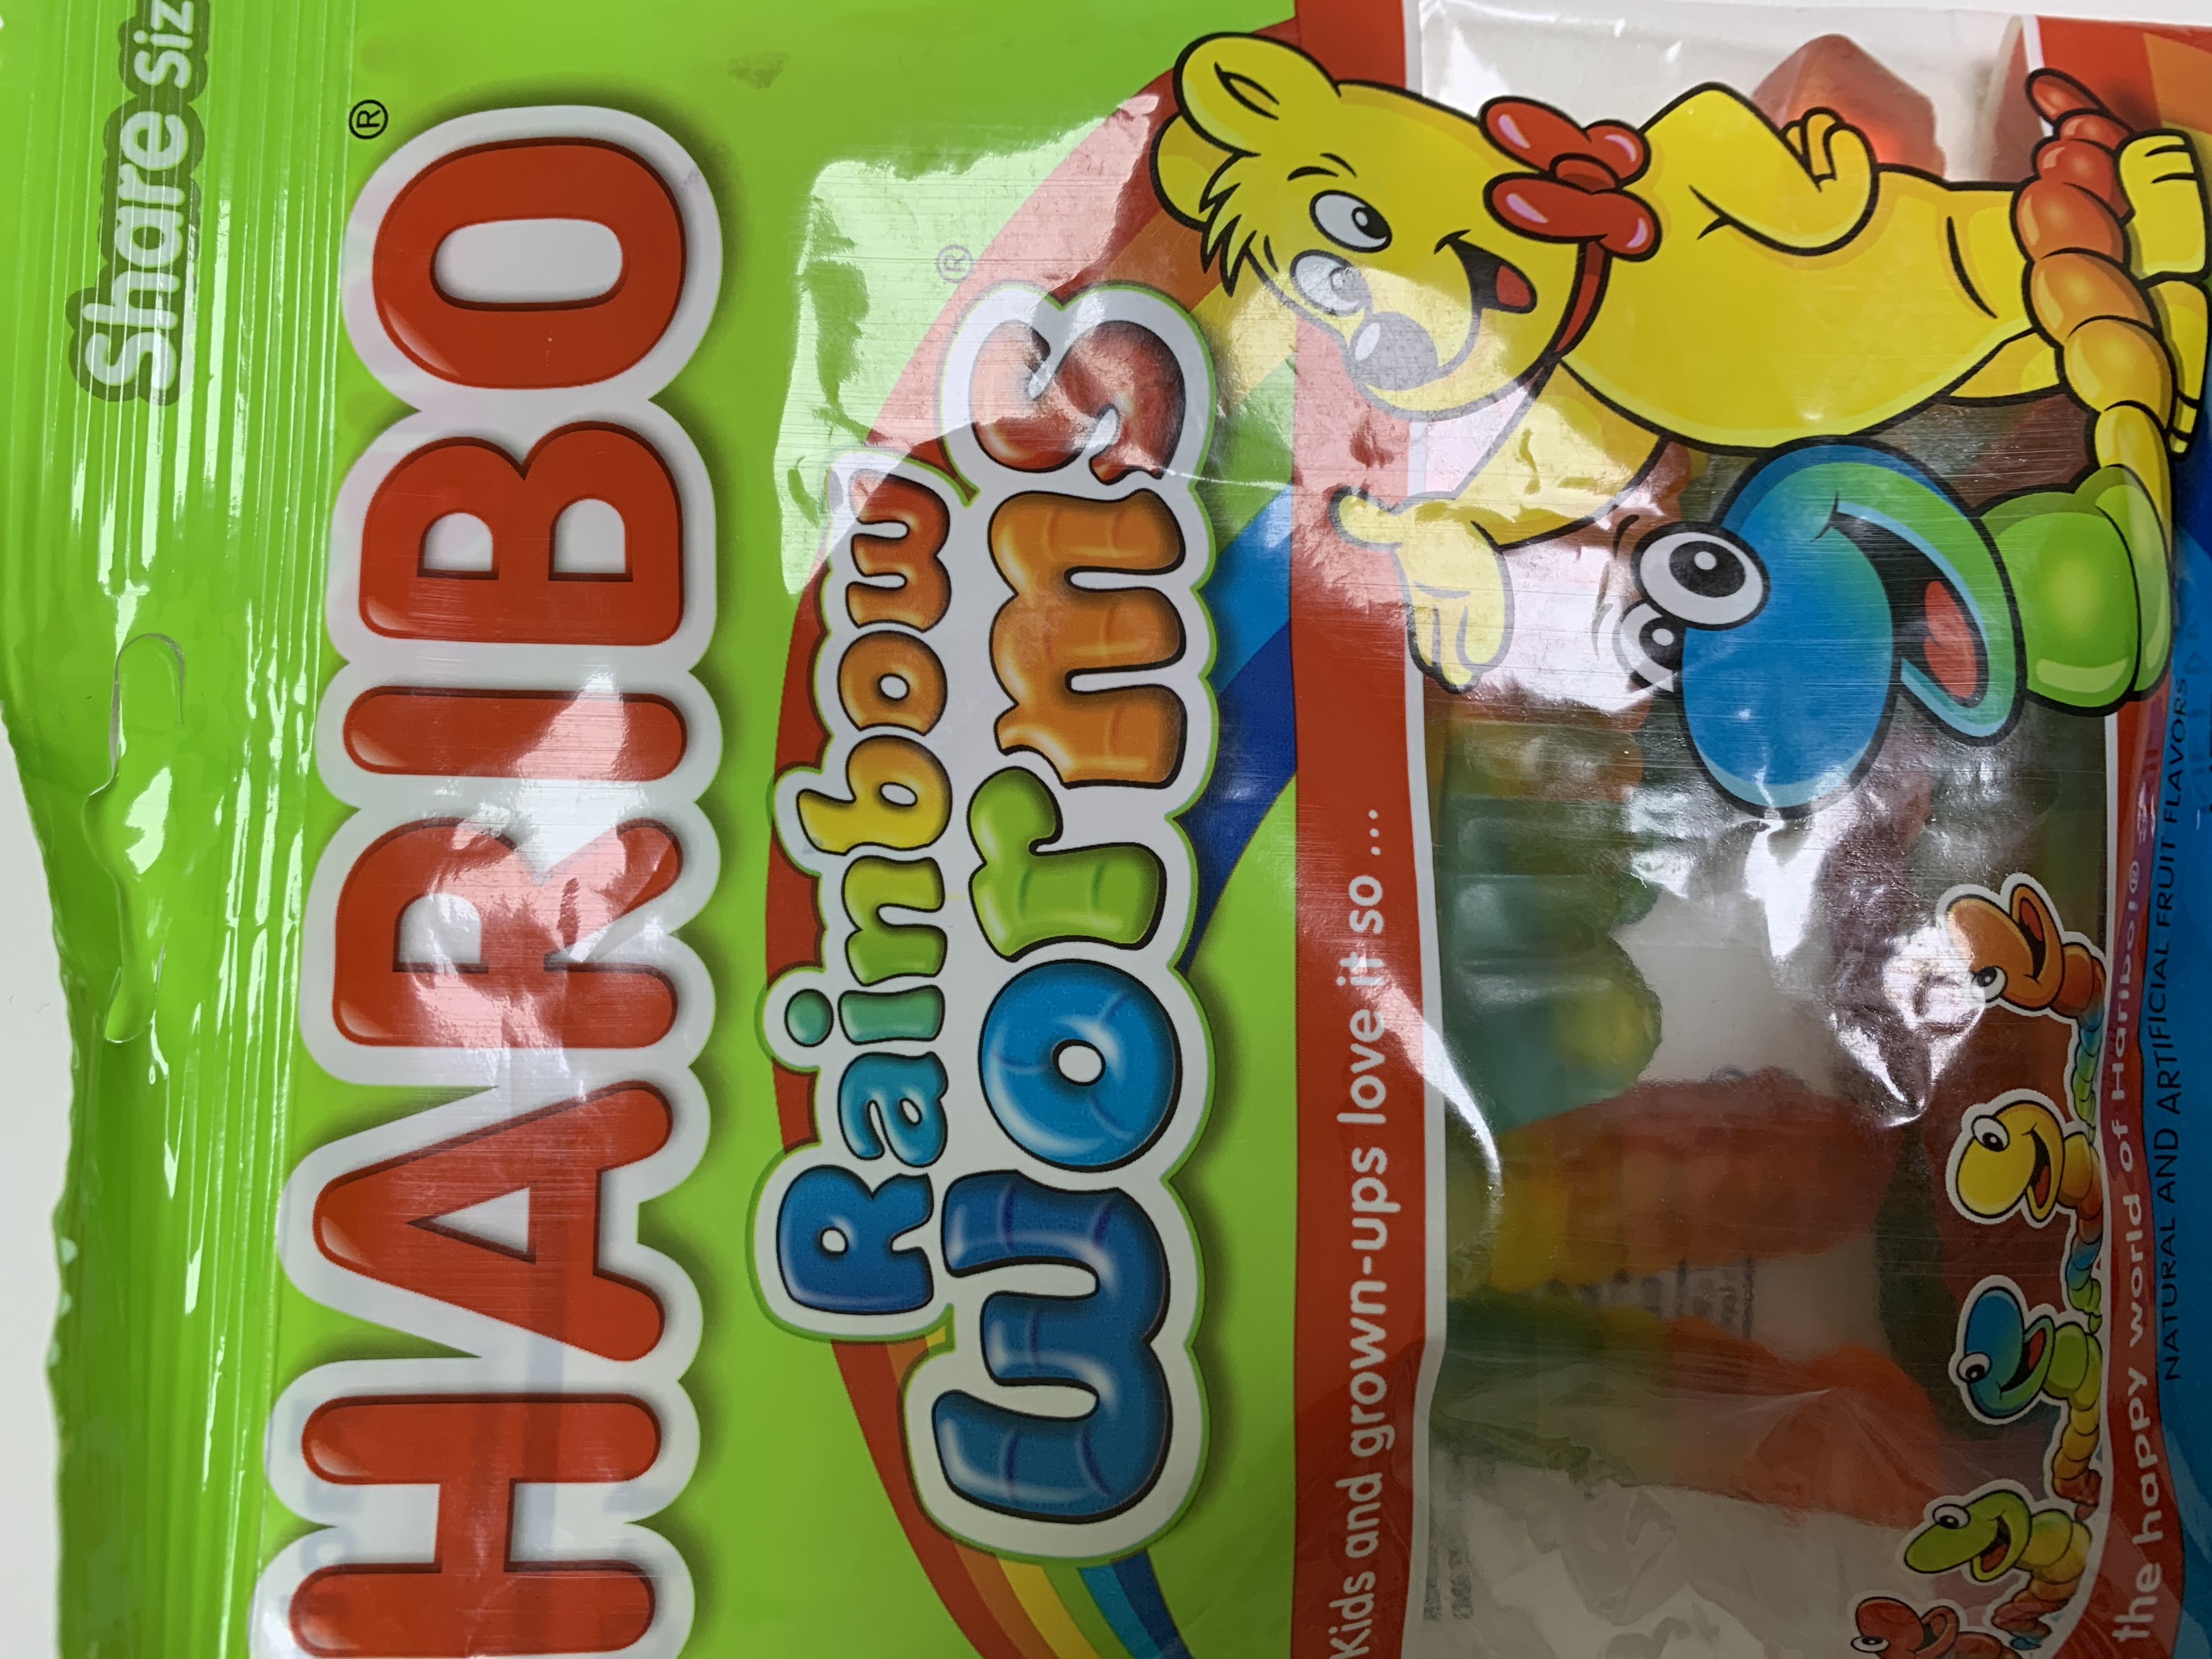 Share Siz
HARIBO®
Rainbow
Worms®
Kids and grown-ups love it so ...
the happy world of Haribo®
NATURAL AND ARTIFICIAL FRUIT FLAVORS